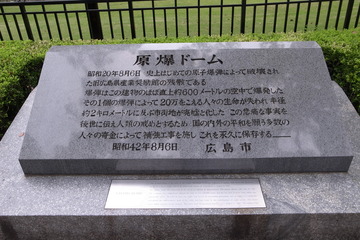 原爆ドーム
昭和20年8月6日 史上はじめての原子爆弾によって破壊され
た旧広島県産業奨励館の残骸である
爆弾はこの建物のほぼ直上約600メートルの空中で爆発した
その1個の爆弾によって20万をこえる人々の生命が失われ 半径
約2キロメートルに及ぶ市街地が廃墟と化した この悲痛な事実を
後世に伝え人類の戒めとするため 国の内外の平和を願う多数の
人々の寄金によって補強工事を施し これを永久に保存する
昭和42年8月6日 広島市